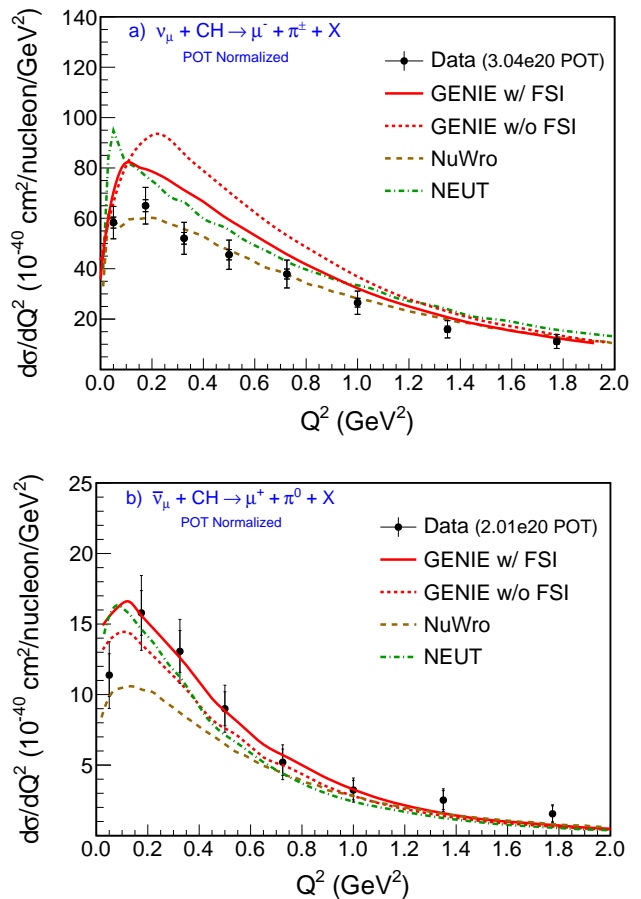 a) ν_μ + CH → μ⁻ + π^± + X
POT Normalized
Data (3.04e20 POT)
GENIE w/ FSI
GENIE w/o FSI
NuWro
NEUT
140
120
100
80
60
40
20
0.0 0.2 0.4 0.6 0.8 1.0 1.2 1.4 1.6 1.8 2.0
dσ/dQ² (10⁻⁴⁰ cm²/nucleon/GeV²)
Q² (GeV²)
b) ν̅_μ + CH → μ⁺ + π⁰ + X
POT Normalized
Data (2.01e20 POT)
GENIE w/ FSI
GENIE w/o FSI
NuWro
NEUT
25
20
15
10
5
0.0 0.2 0.4 0.6 0.8 1.0 1.2 1.4 1.6 1.8 2.0
dσ/dQ² (10⁻⁴⁰ cm²/nucleon/GeV²)
Q² (GeV²)